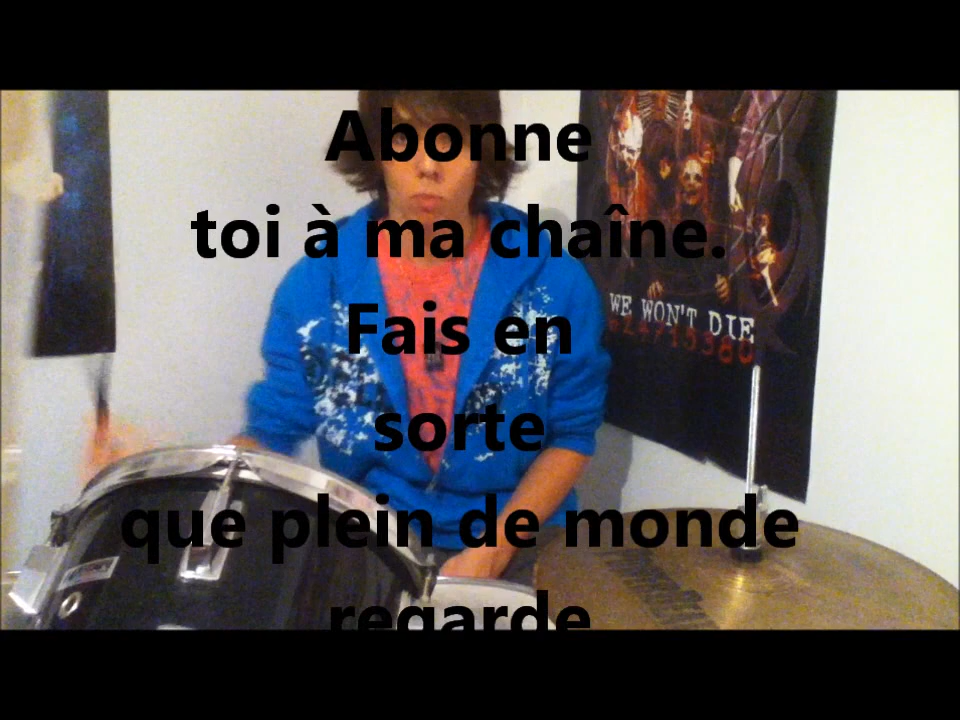 Abonne
toi à ma chaîne.
Fais en
sorte
que plein de monde
regarde
WE WON'T DIE